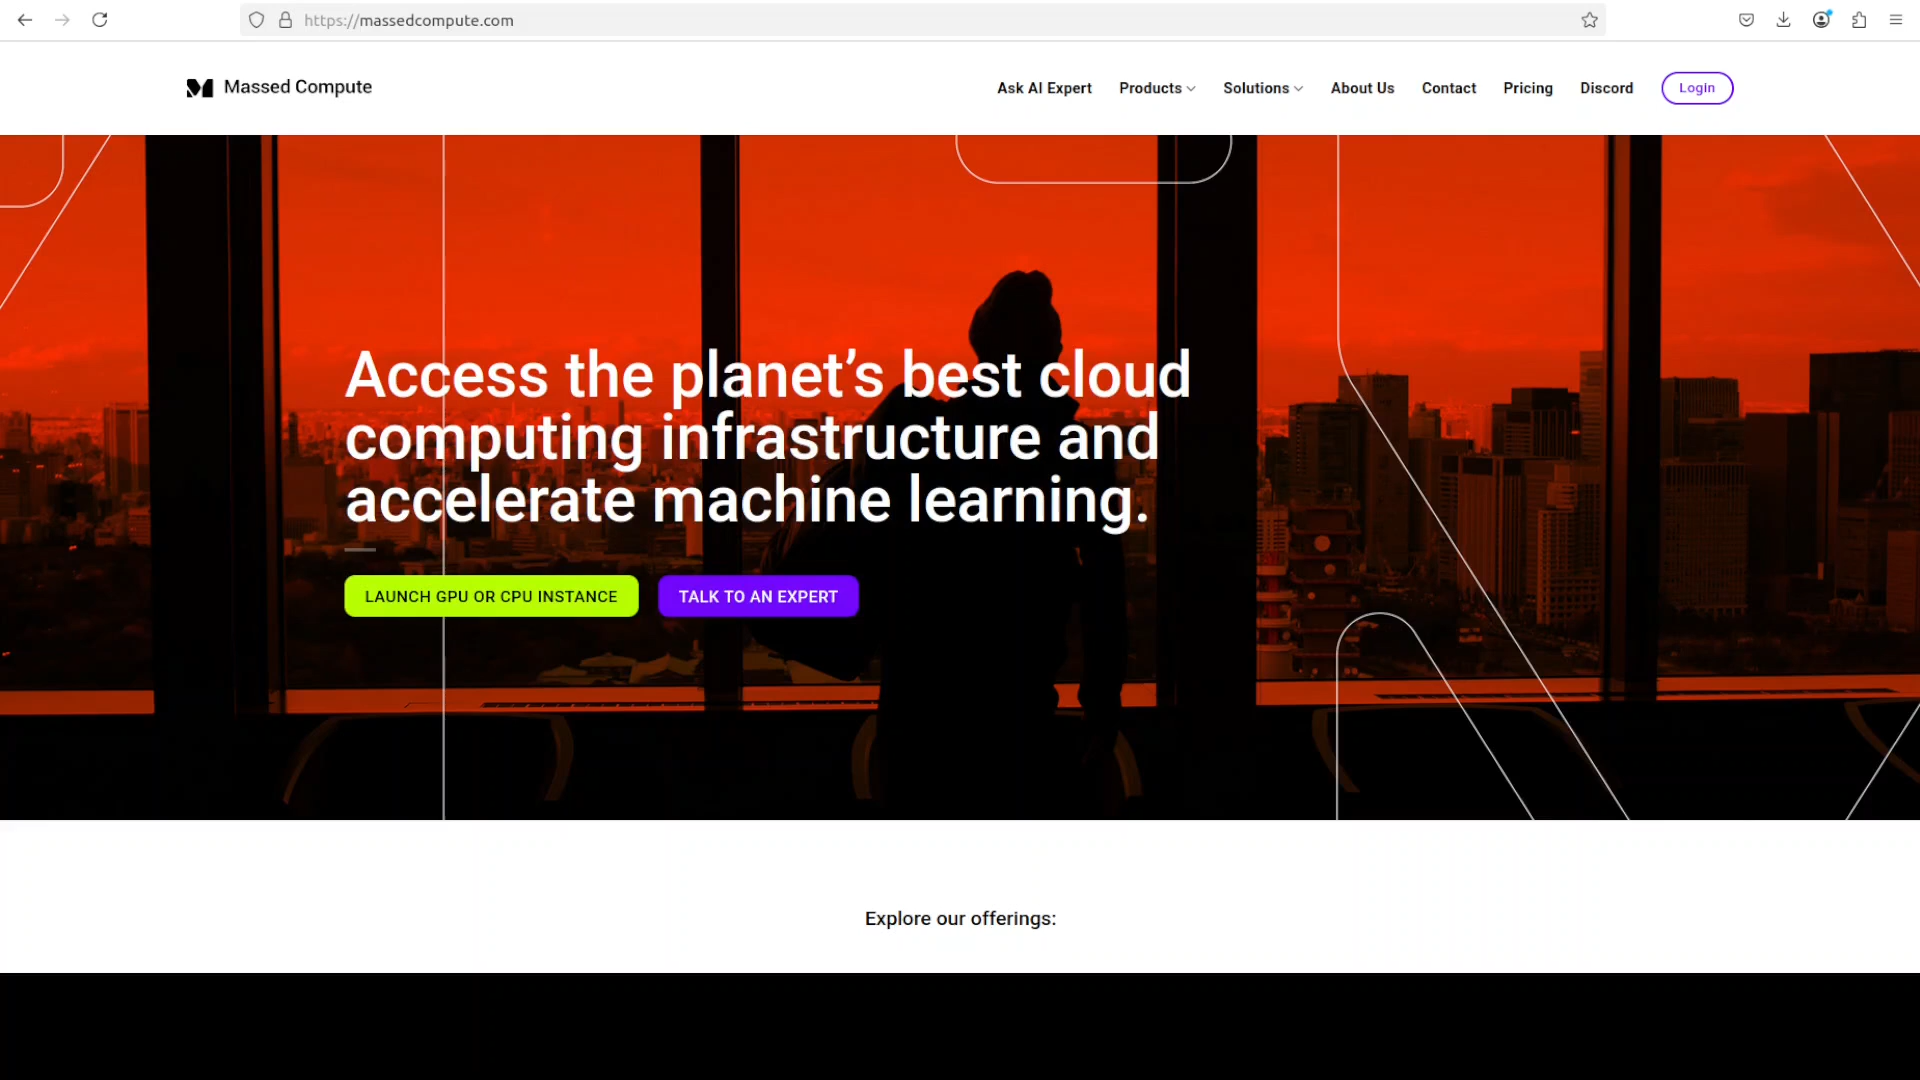 https://massedcompute.com
Massed Compute
Ask AI Expert Products Solutions About Us Contact Pricing Discord Login
Access the planet’s best cloud
computing infrastructure and
accelerate machine learning.
LAUNCH GPU OR CPU INSTANCE TALK TO AN EXPERT
Explore our offerings: